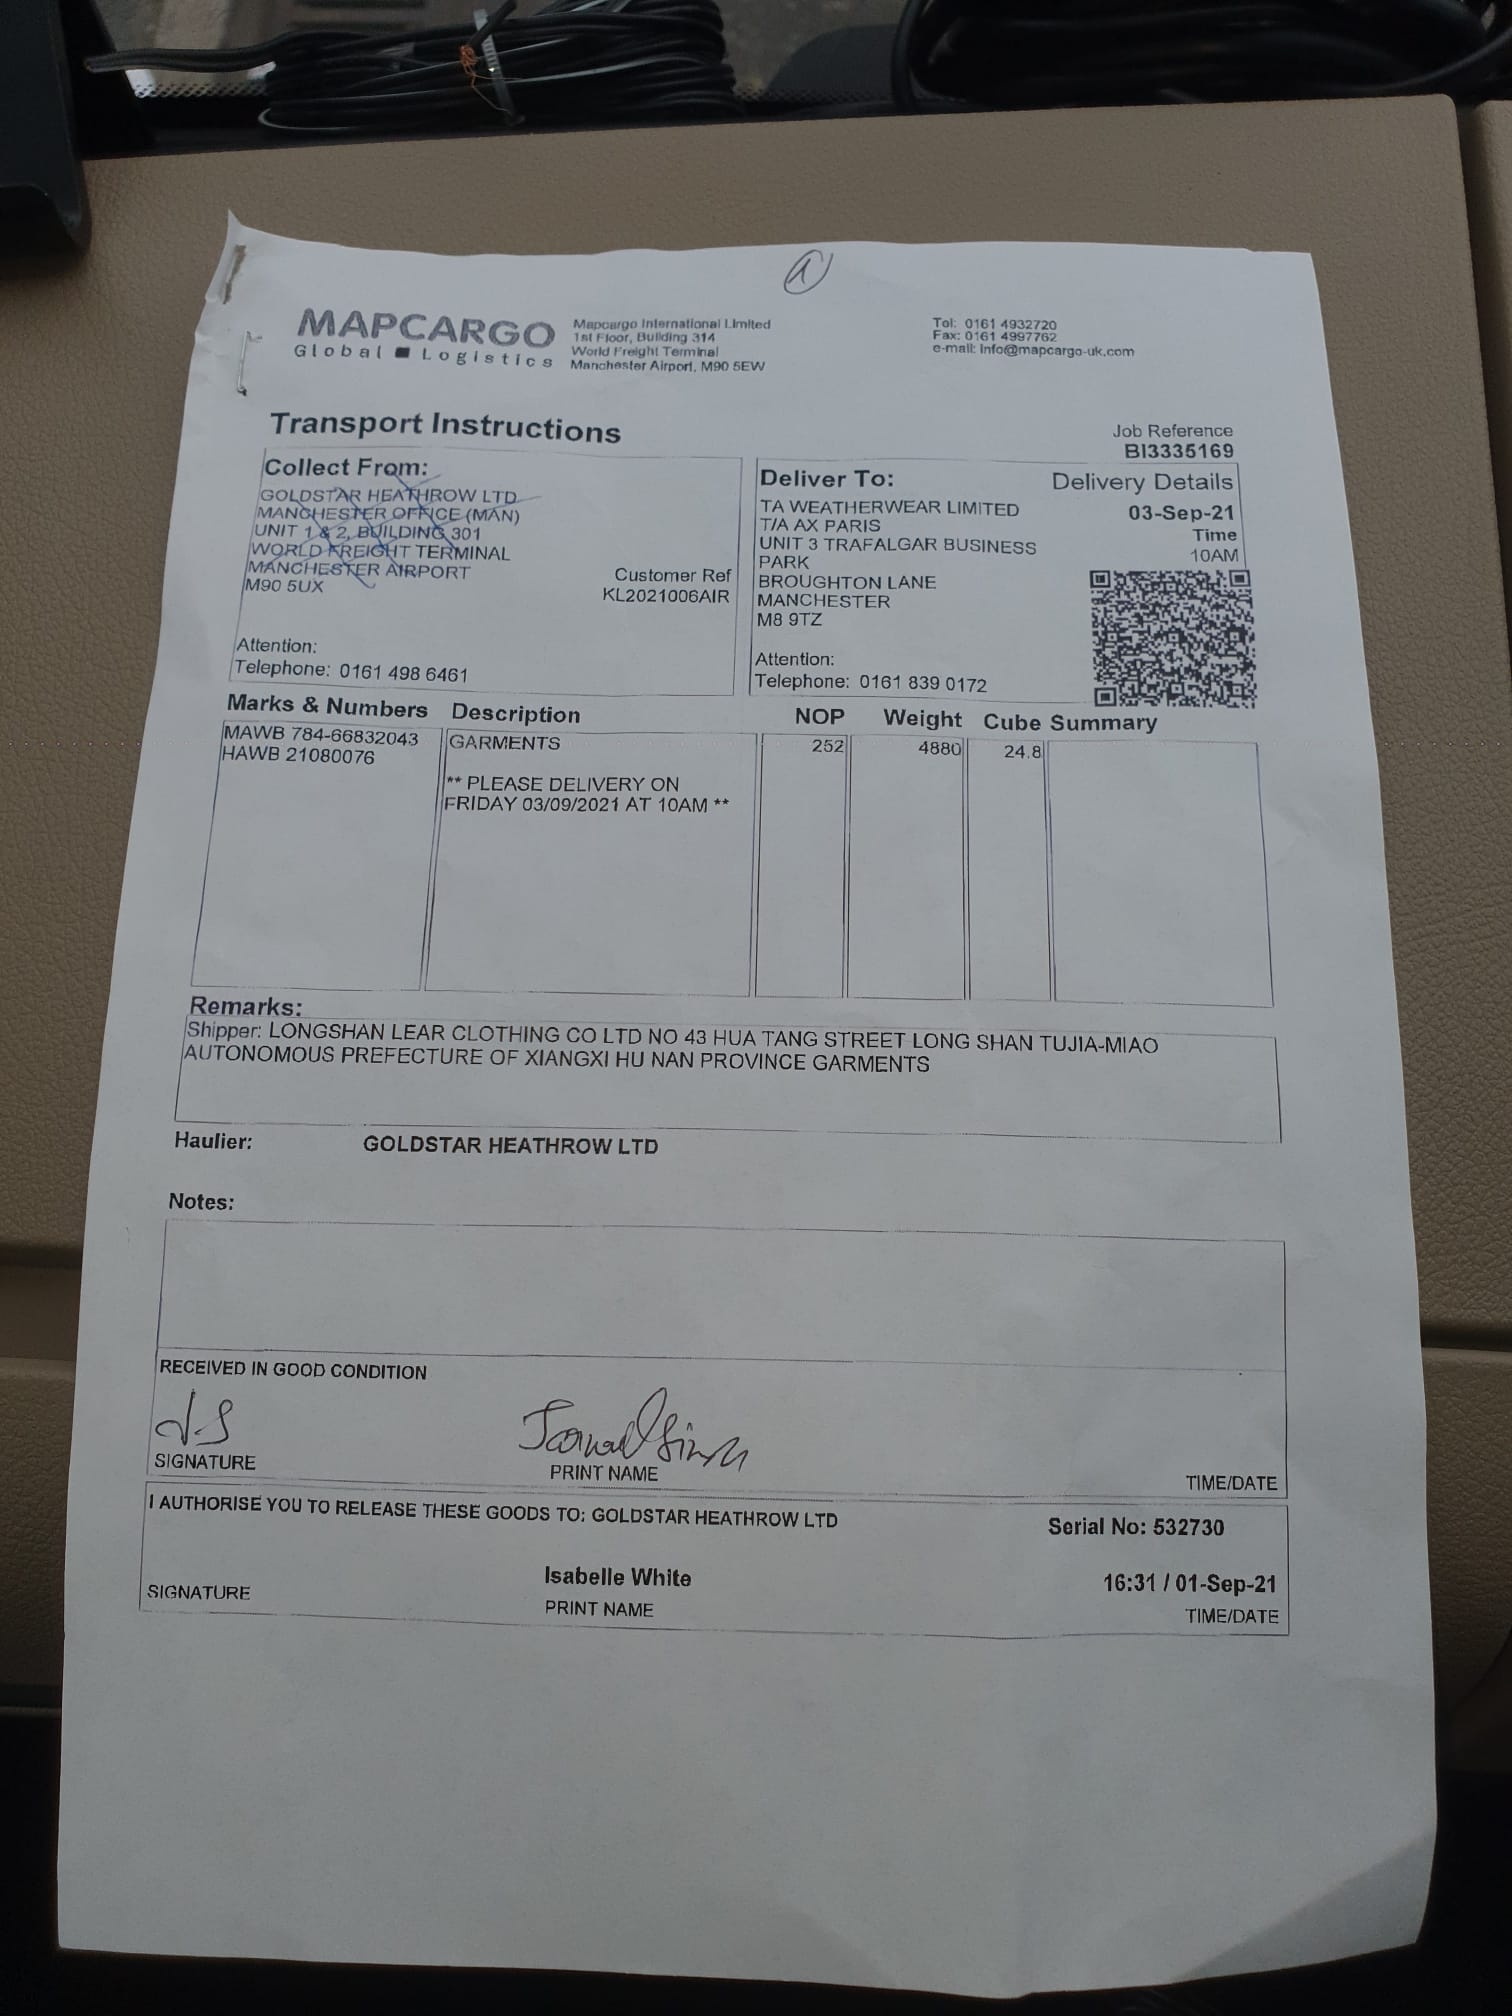 MAPCARGO
Global Logistics
Mapcargo International Limited
1st Floor, Building 314
World Freight Terminal
Manchester Airport, M90 5EW
Tel: 0161 4932720
Fax: 0161 4997762
e-mail: info@mapcargo-uk.com
Transport Instructions
Job Reference
BI3335169
Collect From:
GOLDSTAR HEATHROW LTD
MANCHESTER OFFICE (MAN)
UNIT 1 & 2, BUILDING 301
WORLD FREIGHT TERMINAL
MANCHESTER AIRPORT
M90 5UX
Customer Ref
KL2021006AIR
Attention:
Telephone: 0161 498 6461
Deliver To:
TA WEATHERWEAR LIMITED
T/A AX PARIS
UNIT 3 TRAFALGAR BUSINESS
PARK
BROUGHTON LANE
MANCHESTER
M8 9TZ
Attention:
Telephone: 0161 839 0172
Delivery Details
03-Sep-21
Time
10AM
Marks & Numbers Description NOP Weight Cube Summary
MAWB 784-66832043 GARMENTS 252 4880 24.8
HAWB 21080076
** PLEASE DELIVERY ON
FRIDAY 03/09/2021 AT 10AM **
Remarks:
Shipper: LONGSHAN LEAR CLOTHING CO LTD NO 43 HUA TANG STREET LONG SHAN TUJIA-MIAO
AUTONOMOUS PREFECTURE OF XIANGXI HU NAN PROVINCE GARMENTS
Haulier: GOLDSTAR HEATHROW LTD
Notes:
RECEIVED IN GOOD CONDITION
JS Singh
SIGNATURE PRINT NAME TIME/DATE
I AUTHORISE YOU TO RELEASE THESE GOODS TO: GOLDSTAR HEATHROW LTD
Serial No: 532730
Isabelle White 16:31 / 01-Sep-21
SIGNATURE PRINT NAME TIME/DATE